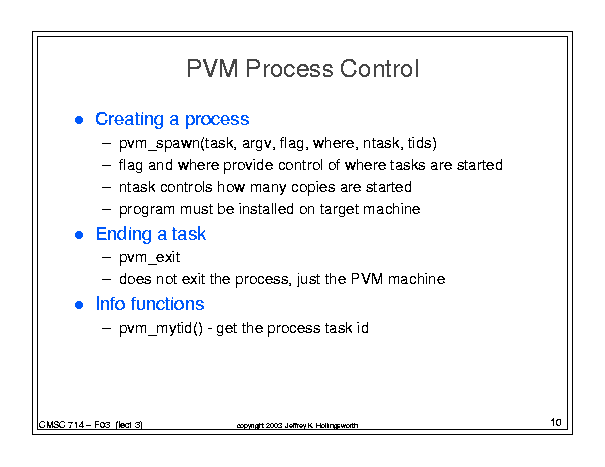 PVM Process Control
● Creating a process
– pvm_spawn(task, argv, flag, where, ntask, tids)
– flag and where provide control of where tasks are started
– ntask controls how many copies are started
– program must be installed on target machine
● Ending a task
– pvm_exit
– does not exit the process, just the PVM machine
● Info functions
– pvm_mytid() - get the process task id
CMSC 714 – F03 (lect 3)
copyright 2003 Jeffrey K. Hollingsworth
10